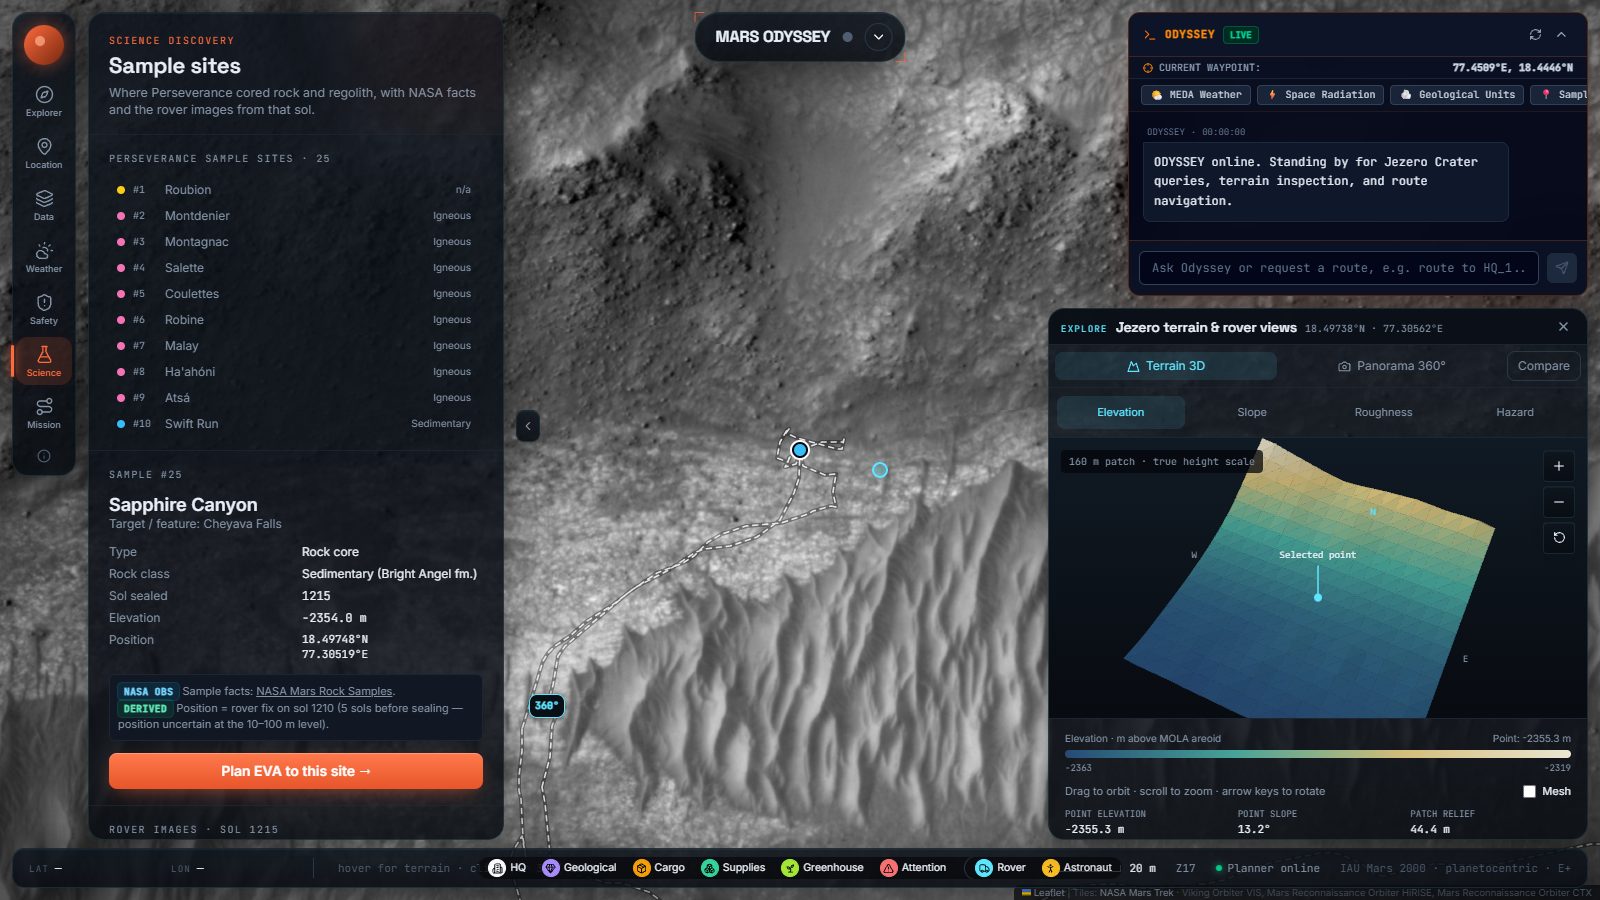 Explorer
Location
Data
Weather
Safety
Science
Mission
SCIENCE DISCOVERY
Sample sites
Where Perseverance cored rock and regolith, with NASA facts
and the rover images from that sol.
PERSEVERANCE SAMPLE SITES · 25
#1 Roubion n/a
#2 Montdenier Igneous
#3 Montagnac Igneous
#4 Salette Igneous
#5 Coulettes Igneous
#6 Robine Igneous
#7 Malay Igneous
#8 Ha'ahóni Igneous
#9 Atsá Igneous
#10 Swift Run Sedimentary
SAMPLE #25
Sapphire Canyon
Target / feature: Cheyava Falls
Type Rock core
Rock class Sedimentary (Bright Angel fm.)
Sol sealed 1215
Elevation -2354.0 m
Position 18.49748°N
77.30519°E
NASA OBS Sample facts: NASA Mars Rock Samples.
DERIVED Position = rover fix on sol 1210 (5 sols before sealing —
position uncertain at the 10–100 m level).
Plan EVA to this site →
ROVER IMAGES · SOL 1215
MARS ODYSSEY
360°
ODYSSEY LIVE
CURRENT WAYPOINT: 77.4509°E, 18.4446°N
MEDA Weather Space Radiation Geological Units Sampl
ODYSSEY · 00:00:00
ODYSSEY online. Standing by for Jezero Crater
queries, terrain inspection, and route
navigation.
Ask Odyssey or request a route, e.g. route to HQ_1..
EXPLORE Jezero terrain & rover views 18.49738°N · 77.30562°E
Terrain 3D Panorama 360° Compare
Elevation Slope Roughness Hazard
160 m patch · true height scale
N
W
Selected point
E
Elevation · m above MOLA areoid Point: -2355.3 m
-2363 -2319
Drag to orbit · scroll to zoom · arrow keys to rotate Mesh
POINT ELEVATION POINT SLOPE PATCH RELIEF
-2355.3 m 13.2° 44.4 m
LAT — LON — hover for terrain · c HQ Geological Cargo Supplies Greenhouse Attention Rover Astronaut 20 m Z17 Planner online IAU Mars 2000 · planetocentric · E+
Leaflet | Tiles: NASA Mars Trek · Viking Orbiter VIS, Mars Reconnaissance Orbiter HiRISE, Mars Reconnaissance Orbiter CTX